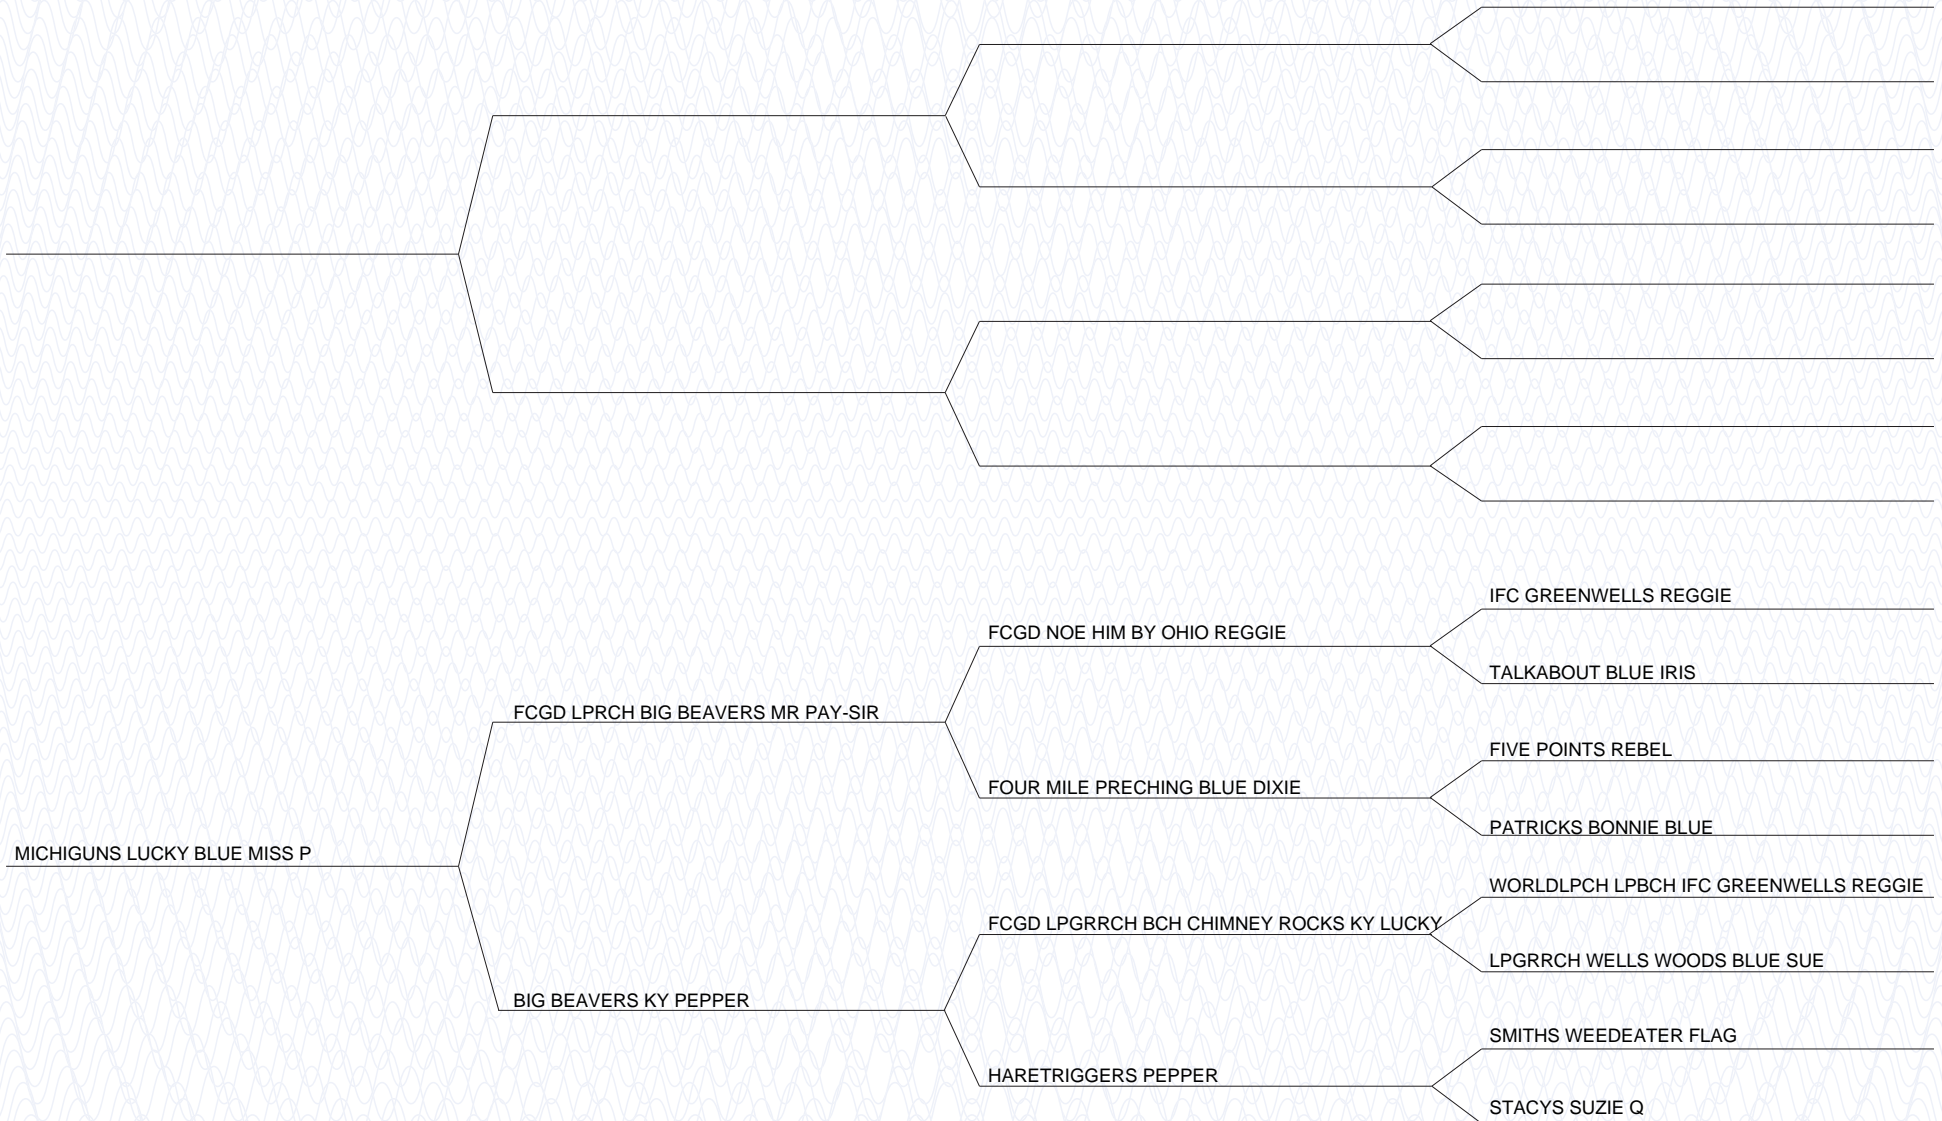 IFC GREENWELLS REGGIE
FCGD NOE HIM BY OHIO REGGIE
TALKABOUT BLUE IRIS
FCGD LPRCH BIG BEAVERS MR PAY-SIR
FIVE POINTS REBEL
FOUR MILE PRECHING BLUE DIXIE
PATRICKS BONNIE BLUE
MICHIGUNS LUCKY BLUE MISS P
WORLDLPCH LPBCH IFC GREENWELLS REGGIE
FCGD LPGRRCH BCH CHIMNEY ROCKS KY LUCKY
LPGRRCH WELLS WOODS BLUE SUE
BIG BEAVERS KY PEPPER
SMITHS WEEDEATER FLAG
HARETRIGGERS PEPPER
STACYS SUZIE Q